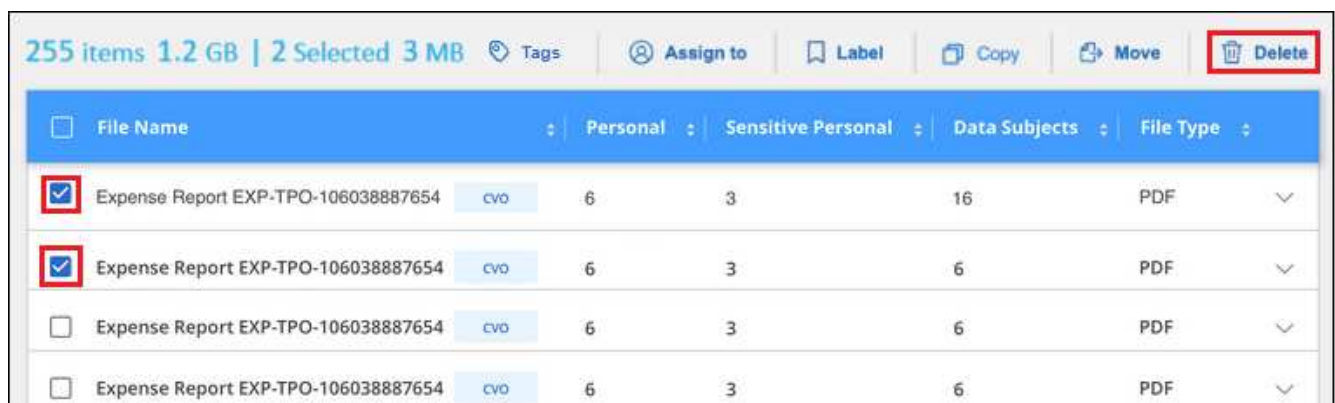 255 items 1.2 GB | 2 Selected 3 MB Tags Assign to Label Copy Move Delete
File Name Personal Sensitive Personal Data Subjects File Type
Expense Report EXP-TPO-106038887654 CVO 6 3 16 PDF
Expense Report EXP-TPO-106038887654 CVO 6 3 6 PDF
Expense Report EXP-TPO-106038887654 CVO 6 3 6 PDF
Expense Report EXP-TPO-106038887654 CVO 6 3 6 PDF